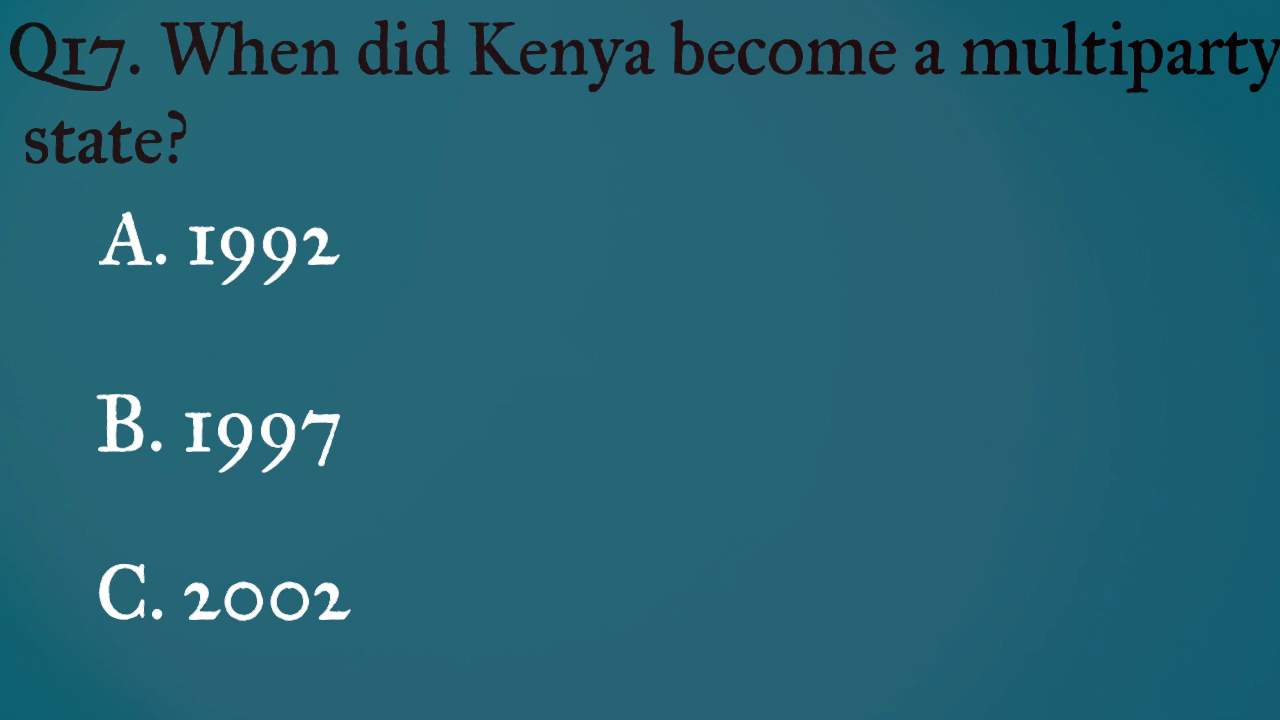 Q17. When did Kenya become a multiparty
state?
A. 1992
B. 1997
C. 2002